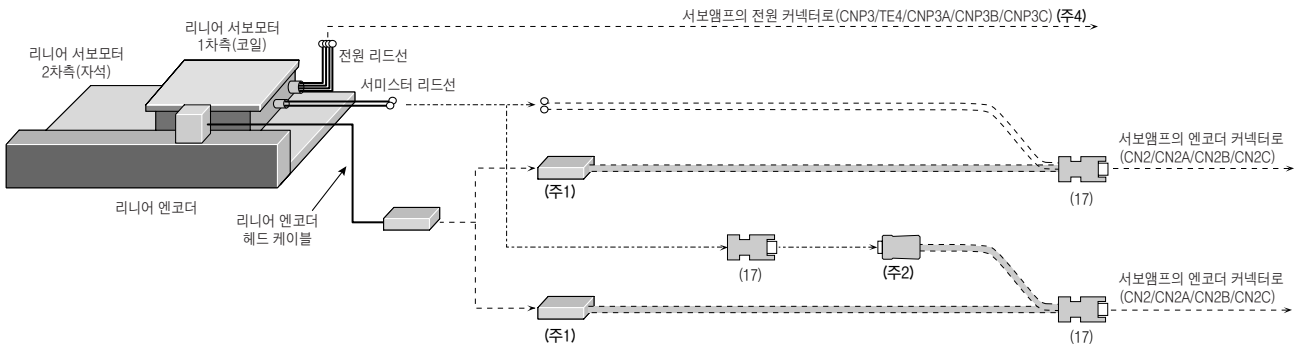 서보앰프의 전원 커넥터로(CNP3/TE4/CNP3A/CNP3B/CNP3C) (주4)
리니어 서보모터
1차측(코일)
전원 리드선
리니어 서보모터
2차측(자석)
서미스터 리드선
서보앰프의 엔코더 커넥터로
(CN2/CN2A/CN2B/CN2C)
(주1)
(17)
리니어 엔코더
리니어 엔코더
헤드 케이블
(17)
(주2)
서보앰프의 엔코더 커넥터로
(CN2/CN2A/CN2B/CN2C)
(주1)
(17)